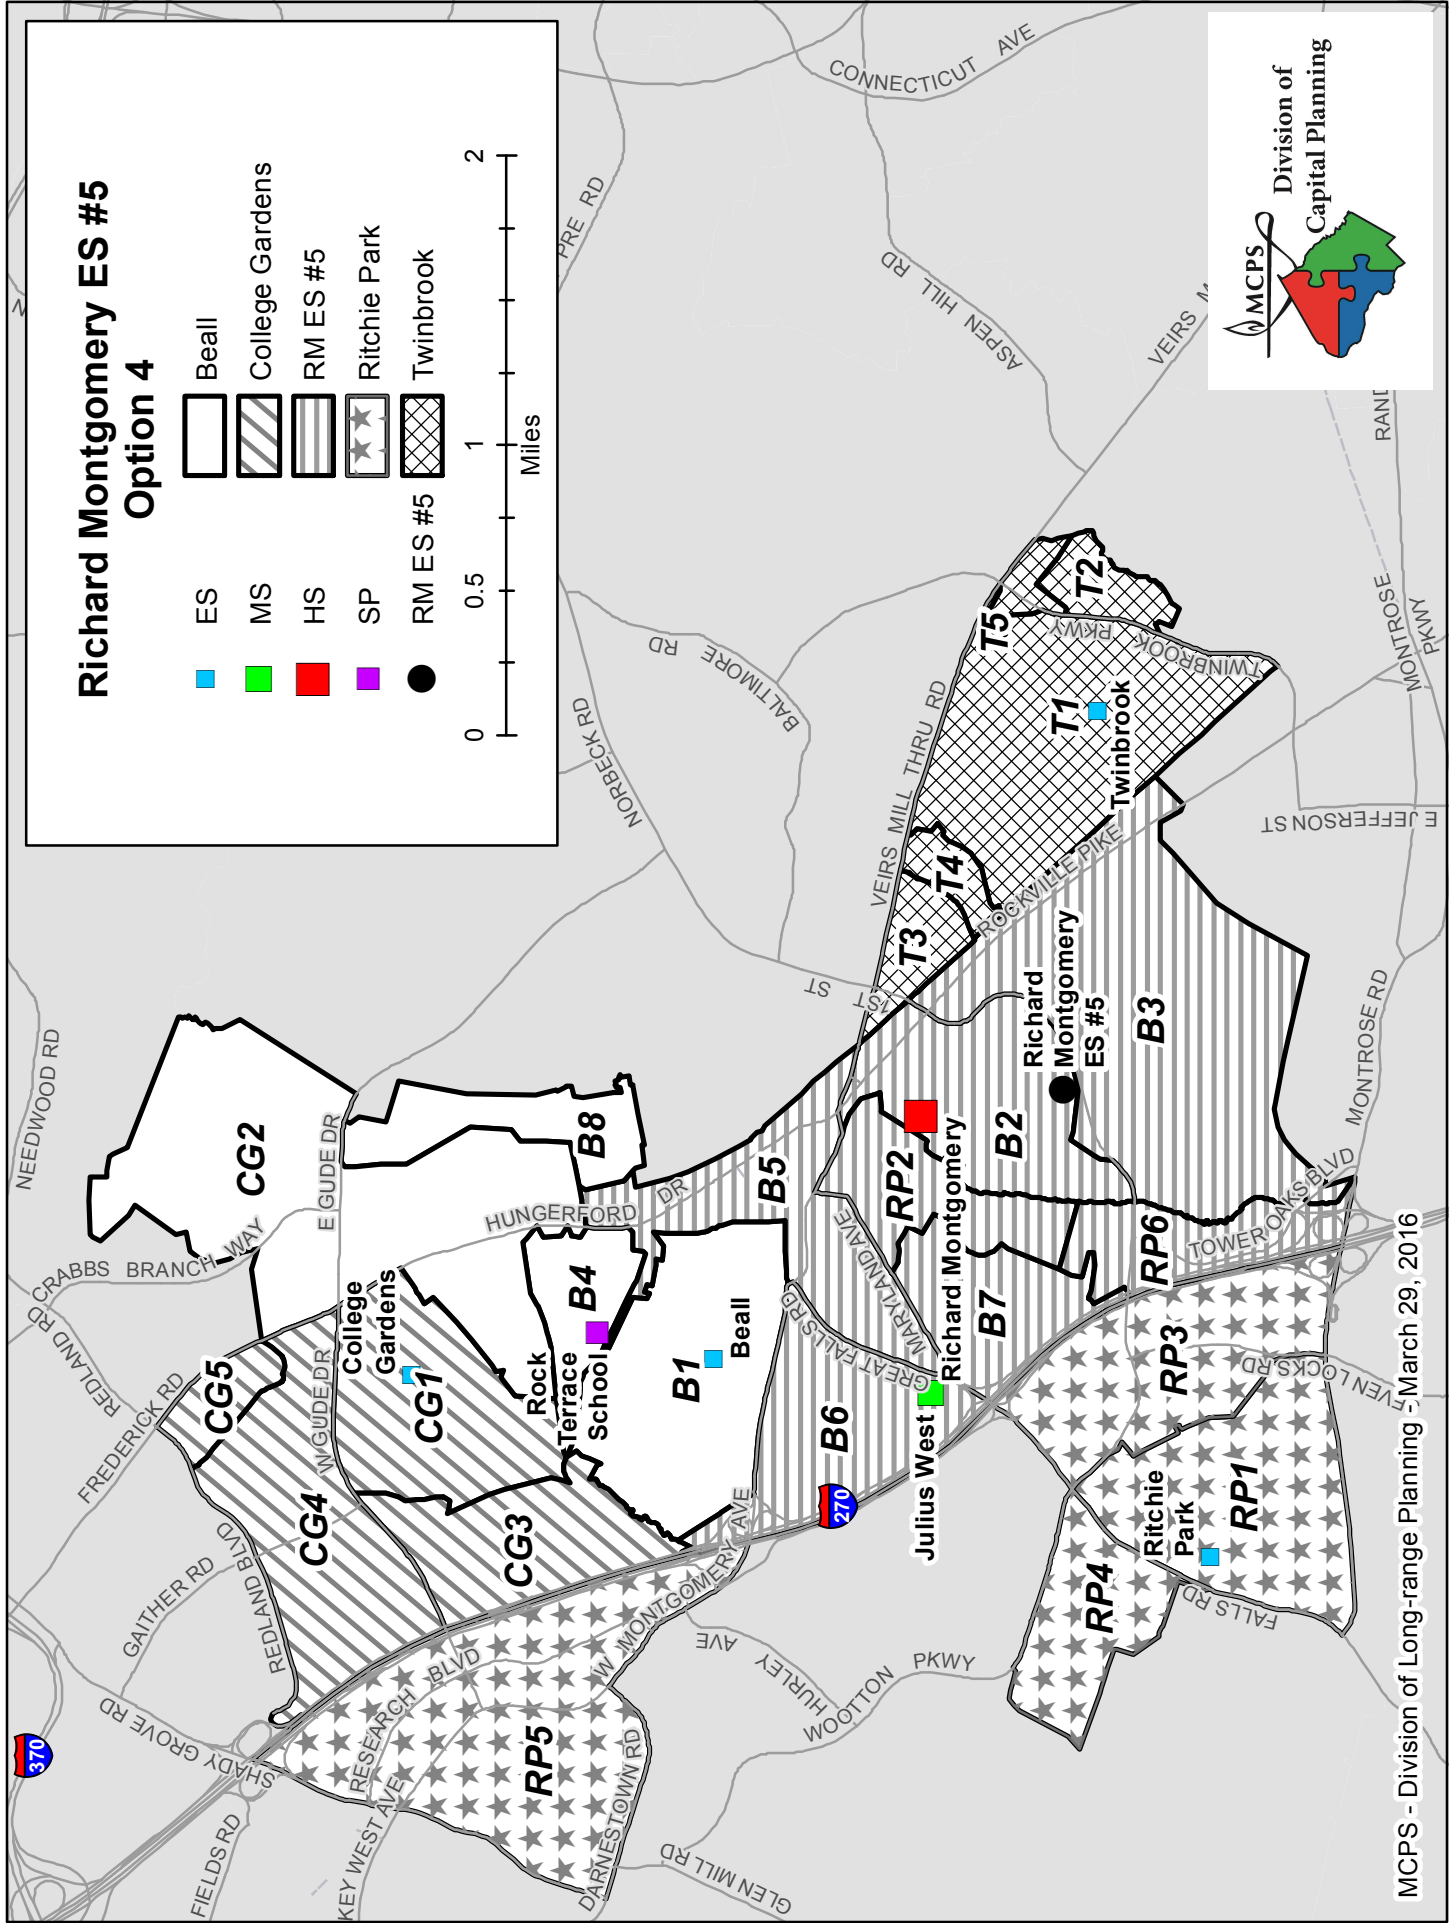 Richard Montgomery ES #5
Option 4
ES
MS
HS
SP
RM ES #5
Beall
College Gardens
RM ES #5
Ritchie Park
Twinbrook
0
0.5
1
2
Miles
MCPS
Division of
Capital Planning
370
SHADY GROVE RD
FIELDS RD
KEY WEST AVE
RESEARCH BLVD
DARNESTOWN RD
GLEN MILL RD
RP5
W MONTGOMERY AVE
HURLEY AVE
WOOTTON PKWY
GAITHER RD
REDLAND BLVD
FREDERICK RD
REDLAND RD
CRABBS BRANCH WAY
NEEDWOOD RD
CG4
CG5
CG3
CG1
CG2
W GUDE DR
E GUDE DR
College
Gardens
HUNGERFORD DR
Rock
Terrace
School
B4
B8
B1
Beall
B5
B6
270
GREAT FALLS RD
MARYLAND AVE
Julius West
Richard Montgomery
RP2
B2
B7
B3
Richard
Montgomery
ES #5
RP6
TOWER OAKS BLVD
RP3
RP4
RP1
Ritchie
Park
FALLS RD
SEVEN LOCKS RD
MONTROSE RD
NORBECK RD
BALTIMORE RD
1ST ST
VEIRS MILL THRU RD
ROCKVILLE PIKE
T3
T4
T1
T5
T2
Twinbrook
TWINBROOK PKWY
E JEFFERSON ST
MONTROSE PKWY
RAND
VEIRS M
ASPEN HILL RD
CONNECTICUT AVE
PRE RD
N
MCPS - Division of Long-range Planning - March 29, 2016